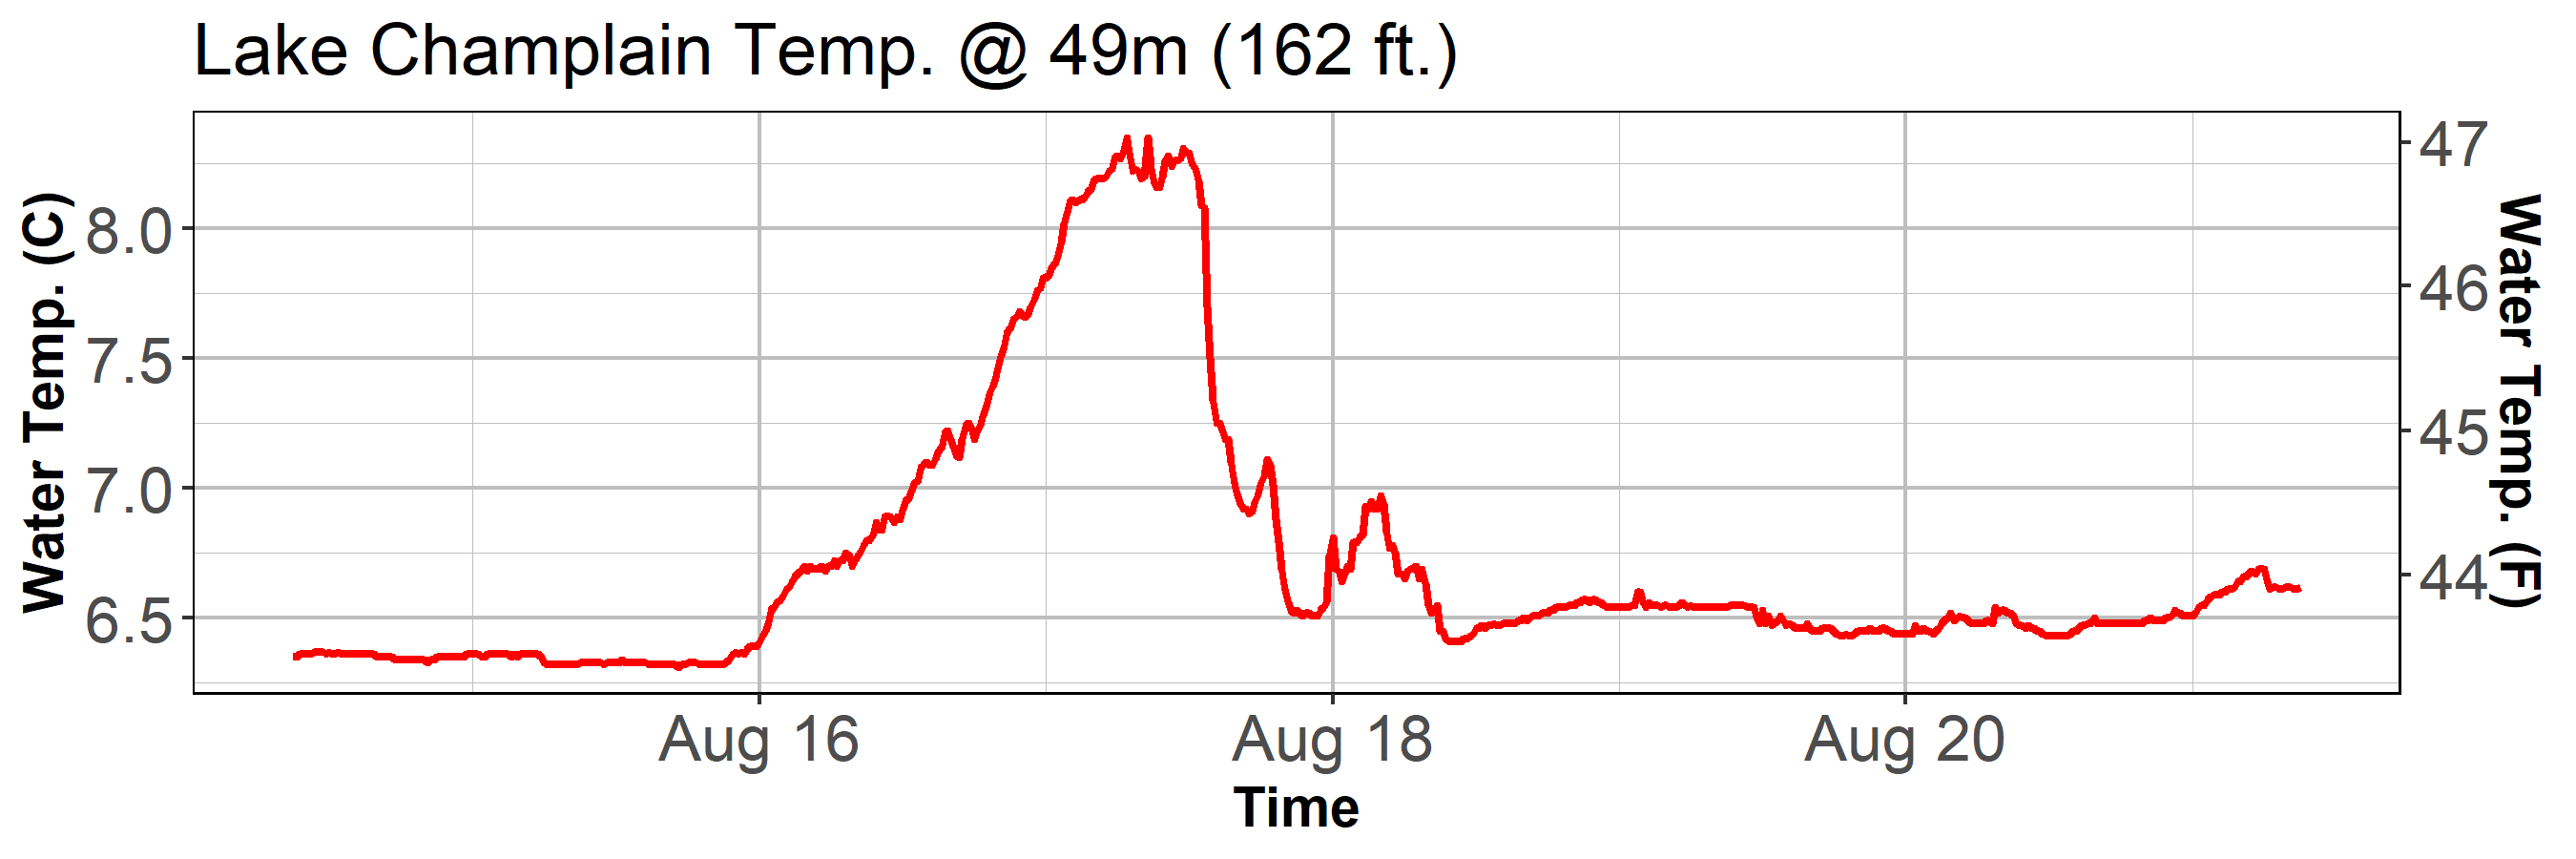 Lake Champlain Temp. @ 49m (162 ft.)
Water Temp. (C)
8.0
7.5
7.0
6.5
47
46
45
44
Water Temp. (F)
Aug 16 Aug 18 Aug 20
Time